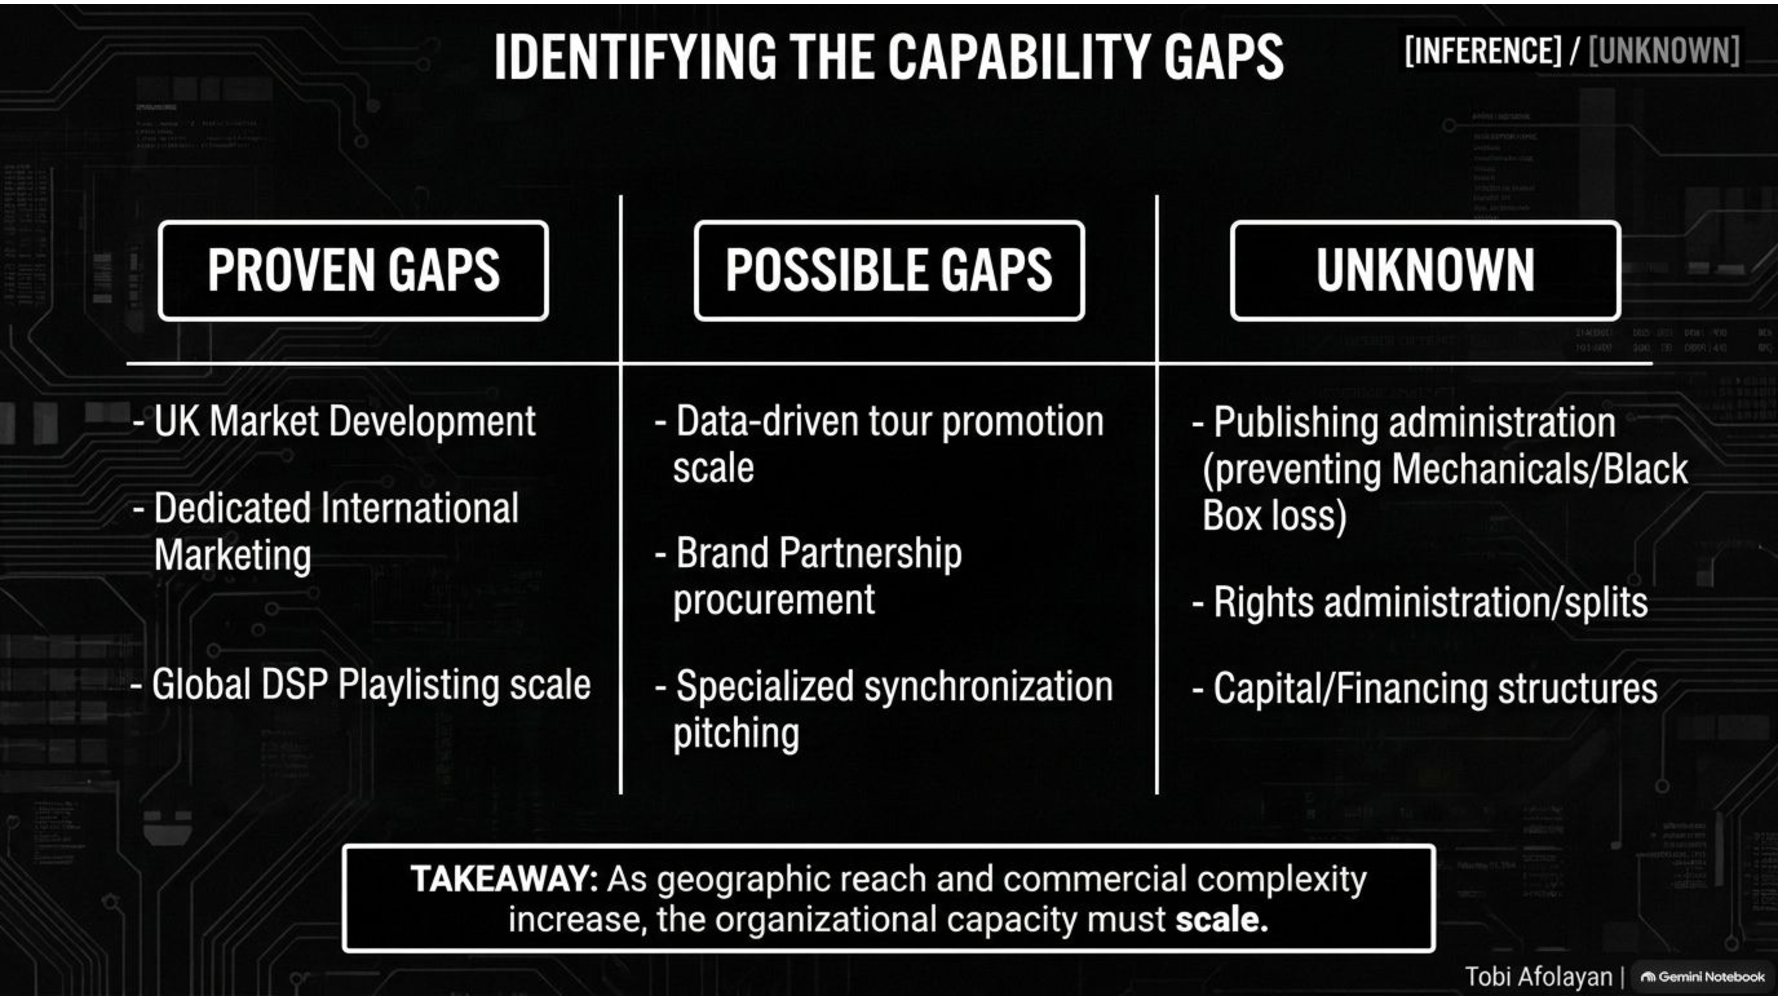 IDENTIFYING THE CAPABILITY GAPS
[INFERENCE] / [UNKNOWN]
PROVEN GAPS
- UK Market Development
- Dedicated International
Marketing
- Global DSP Playlisting scale
POSSIBLE GAPS
- Data-driven tour promotion
scale
- Brand Partnership
procurement
- Specialized synchronization
pitching
UNKNOWN
- Publishing administration
(preventing Mechanicals/Black
Box loss)
- Rights administration/splits
- Capital/Financing structures
TAKEAWAY: As geographic reach and commercial complexity
increase, the organizational capacity must scale.
Tobi Afolayan | Gemini Notebook